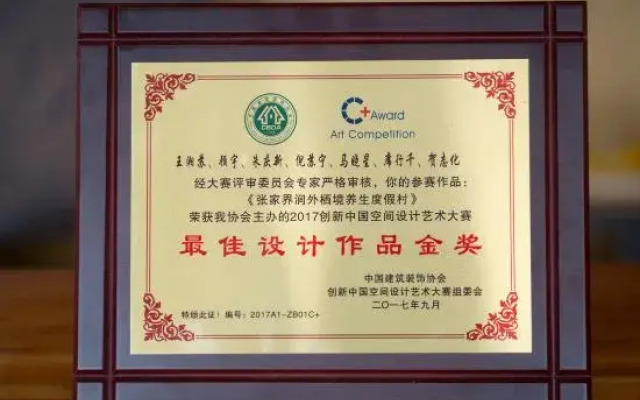 CBDA
C+Award
Art Competition
王湘苏、顾宇、朱庆新、倪苏宁、马晓星、席行千、贺志化
经大赛评审委员会专家严格审核，你的参赛作品：
《张家界涧外栖境养生度假村》
荣获我协会主办的2017创新中国空间设计艺术大赛
最佳设计作品金奖
中国建筑装饰协会
创新中国空间设计艺术大赛组委会
特颁此证！编号：2017A1-ZB01C+
二〇一七年九月